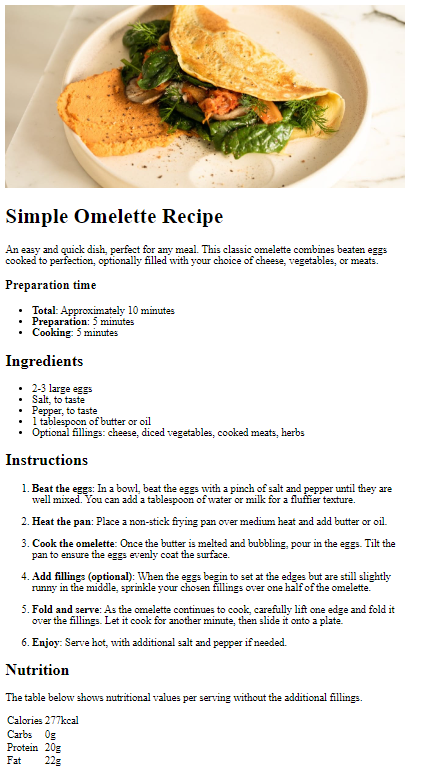 Simple Omelette Recipe
An easy and quick dish, perfect for any meal. This classic omelette combines beaten eggs
cooked to perfection, optionally filled with your choice of cheese, vegetables, or meats.
Preparation time
• Total: Approximately 10 minutes
• Preparation: 5 minutes
• Cooking: 5 minutes
Ingredients
• 2-3 large eggs
• Salt, to taste
• Pepper, to taste
• 1 tablespoon of butter or oil
• Optional fillings: cheese, diced vegetables, cooked meats, herbs
Instructions
1. Beat the eggs: In a bowl, beat the eggs with a pinch of salt and pepper until they are
well mixed. You can add a tablespoon of water or milk for a fluffier texture.
2. Heat the pan: Place a non-stick frying pan over medium heat and add butter or oil.
3. Cook the omelette: Once the butter is melted and bubbling, pour in the eggs. Tilt the
pan to ensure the eggs evenly coat the surface.
4. Add fillings (optional): When the eggs begin to set at the edges but are still slightly
runny in the middle, sprinkle your chosen fillings over one half of the omelette.
5. Fold and serve: As the omelette continues to cook, carefully lift one edge and fold it
over the fillings. Let it cook for another minute, then slide it onto a plate.
6. Enjoy: Serve hot, with additional salt and pepper if needed.
Nutrition
The table below shows nutritional values per serving without the additional fillings.
Calories 277kcal
Carbs 0g
Protein 20g
Fat 22g